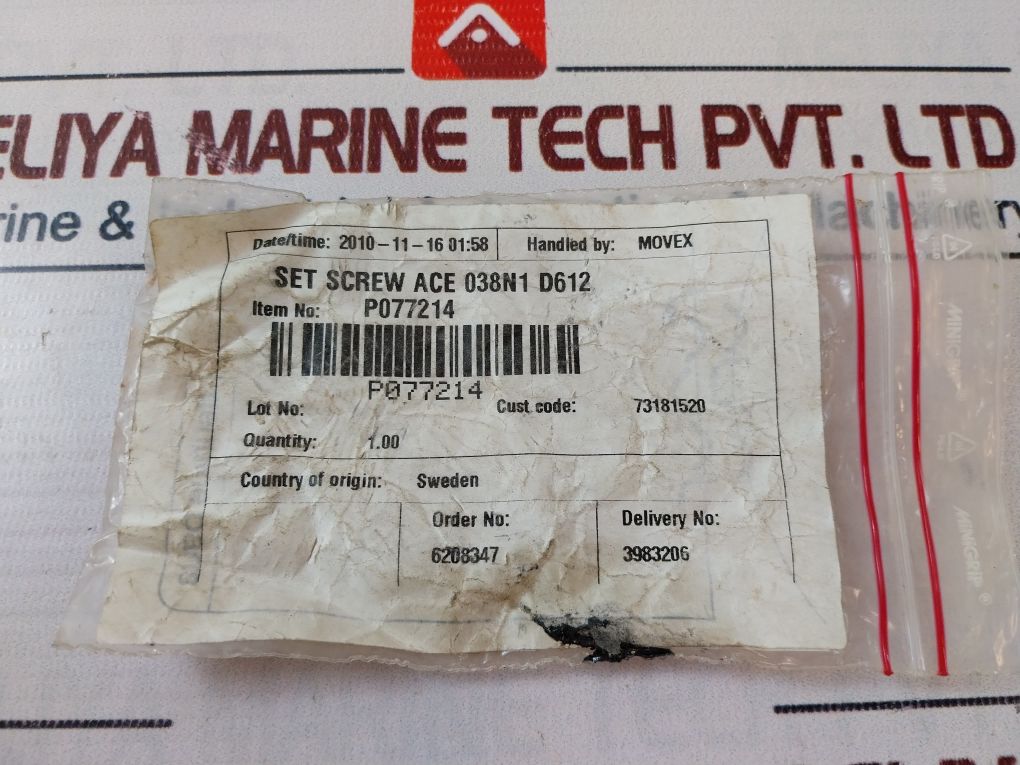 ELIYA MARINE TECH PVT. LTD
rine &
Date/time: 2010-11-16 01:58 Handled by: MOVEX
SET SCREW ACE 038N1 D612
Item No: P077214
P077214
Lot No: Cust code: 73181520
Quantity: 1.00
Country of origin: Sweden
Order No: Delivery No:
6208347 3983206
MINIGRIP ®